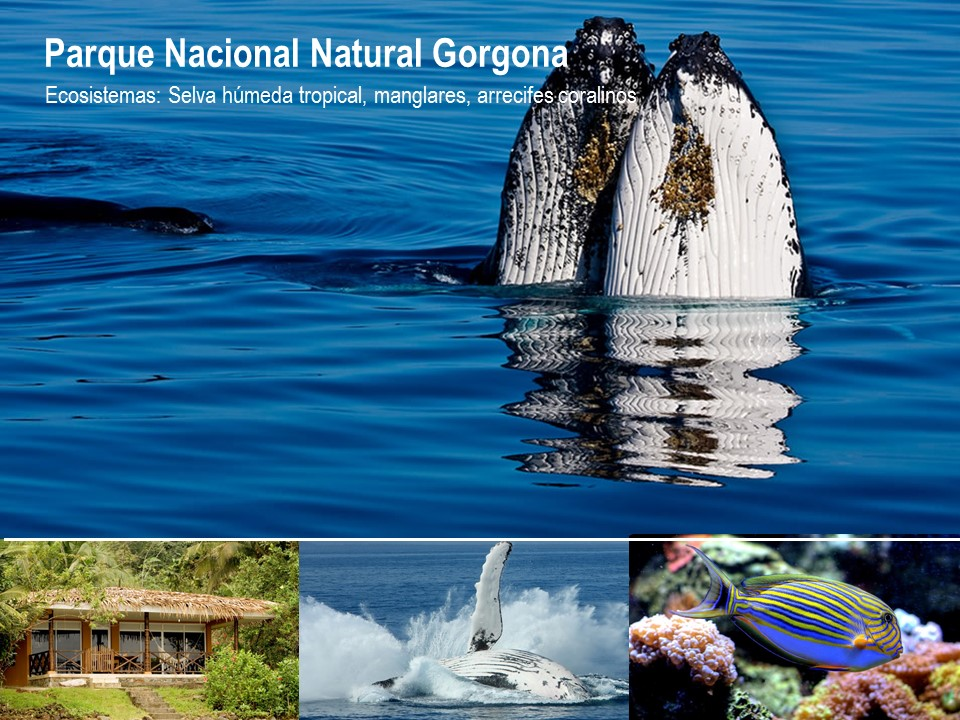 Parque Nacional Natural Gorgona
Ecosistemas: Selva húmeda tropical, manglares, arrecifes coralinos